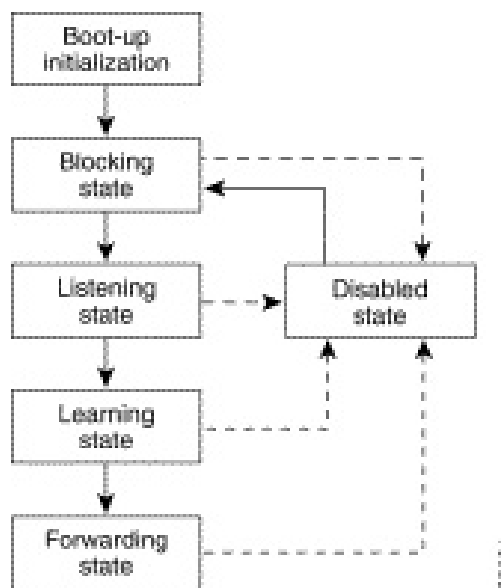 Boot-up
initialization
Blocking
state
Listening
state
Disabled
state
Learning
state
Forwarding
state